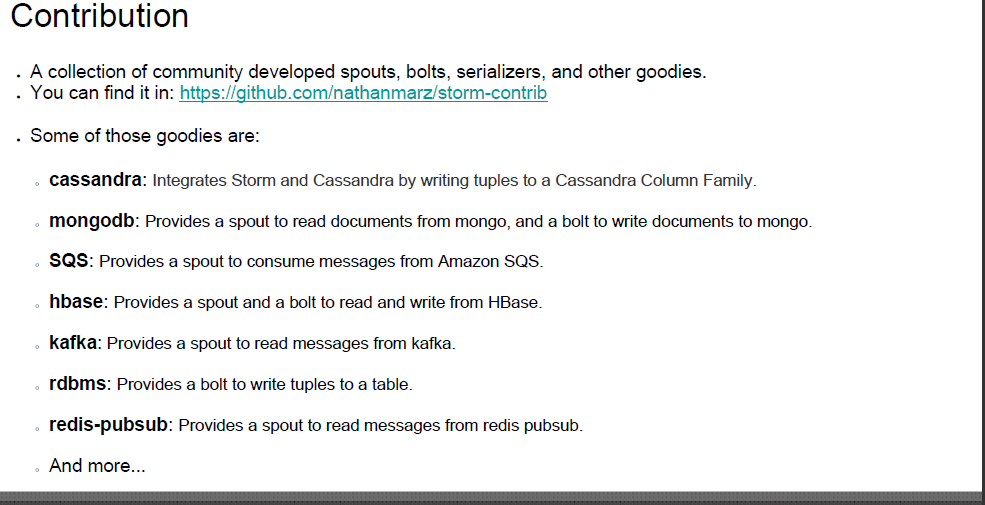 Contribution
. A collection of community developed spouts, bolts, serializers, and other goodies.
. You can find it in: https://github.com/nathanmarz/storm-contrib
. Some of those goodies are:
○ cassandra: Integrates Storm and Cassandra by writing tuples to a Cassandra Column Family.
○ mongodb: Provides a spout to read documents from mongo, and a bolt to write documents to mongo.
○ SQS: Provides a spout to consume messages from Amazon SQS.
○ hbase: Provides a spout and a bolt to read and write from HBase.
○ kafka: Provides a spout to read messages from kafka.
○ rdbms: Provides a bolt to write tuples to a table.
○ redis-pubsub: Provides a spout to read messages from redis pubsub.
○ And more...